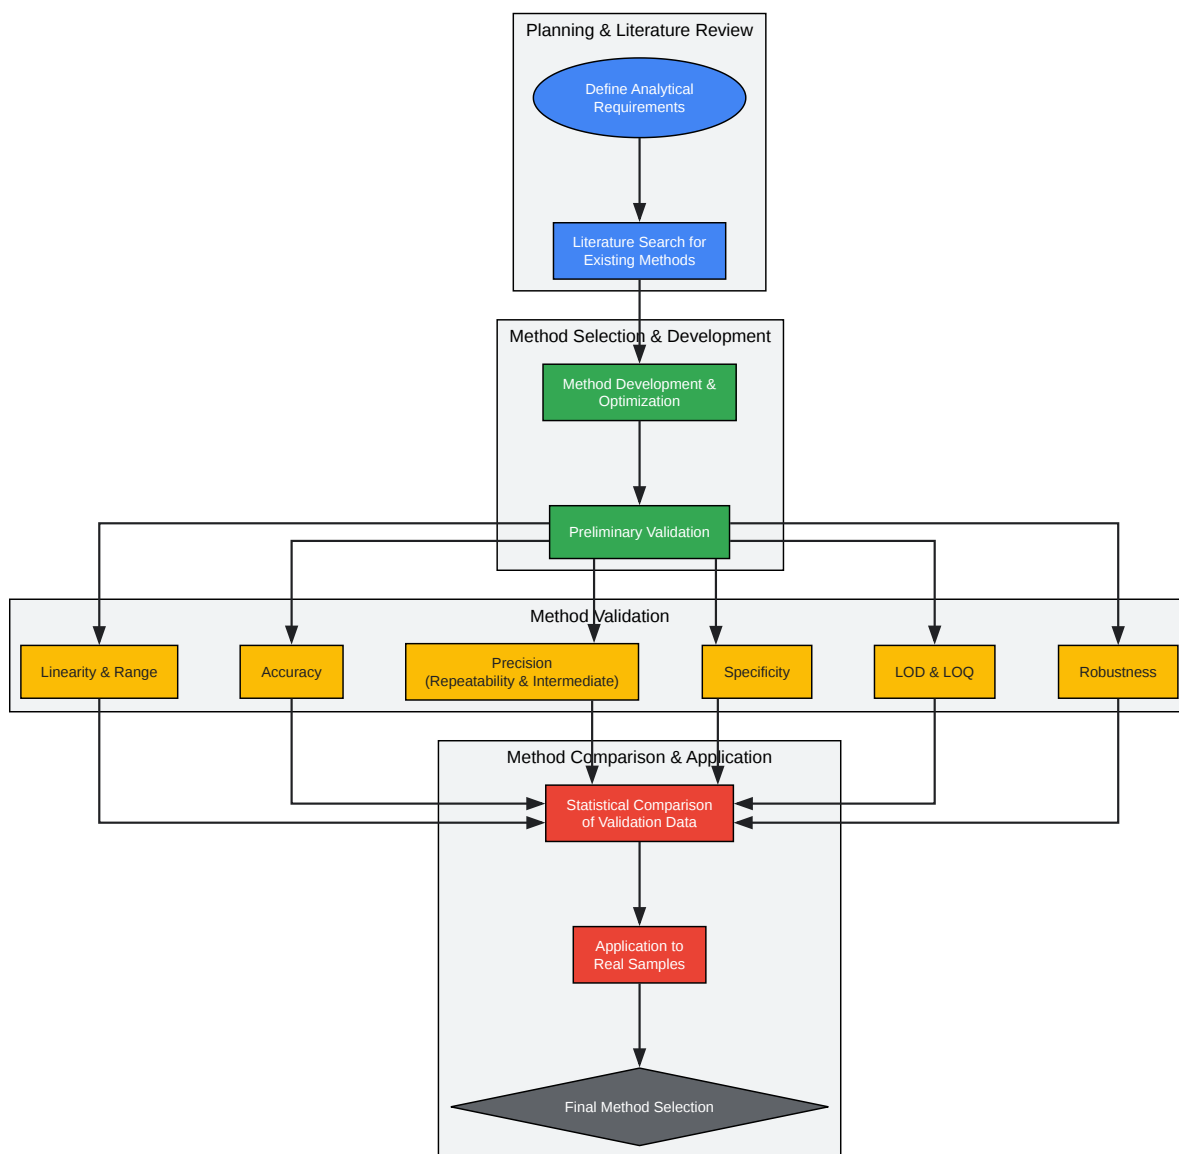 Planning & Literature Review
Define Analytical
Requirements
Literature Search for
Existing Methods
Method Selection & Development
Method Development &
Optimization
Preliminary Validation
Method Validation
Linearity & Range
Accuracy
Precision
(Repeatability & Intermediate)
Specificity
LOD & LOQ
Robustness
Method Comparison & Application
Statistical Comparison
of Validation Data
Application to
Real Samples
Final Method Selection